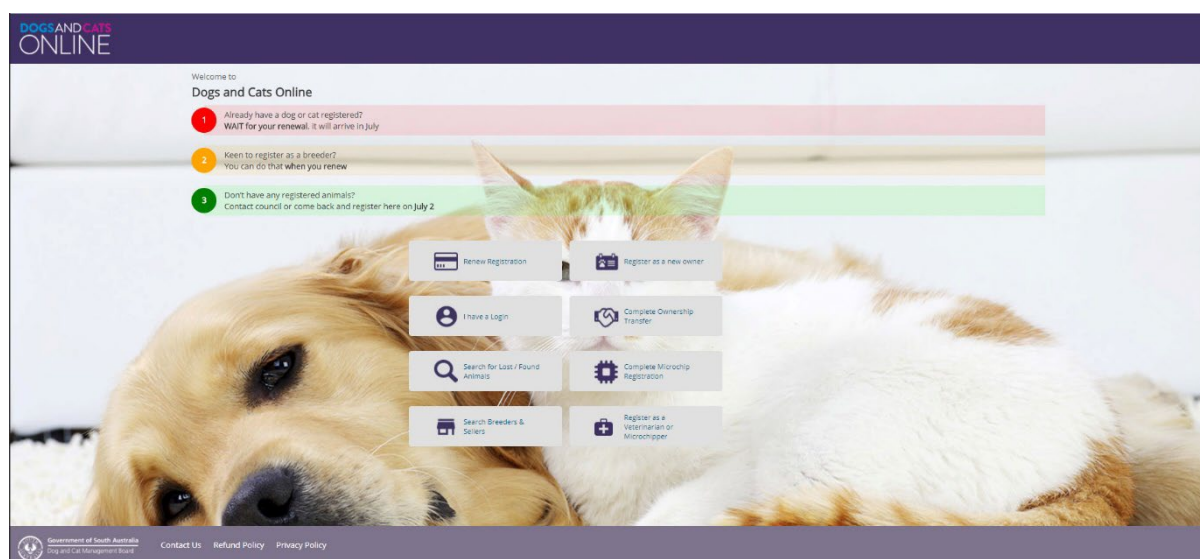 DOGSANDCATS
ONLINE
Welcome to
Dogs and Cats Online
1
Already have a dog or cat registered?
WAIT for your renewal. It will arrive in July
2
Keen to register as a breeder?
You can do that when you renew
3
Don't have any registered animals?
Contact council or come back and register here on July 2
Renew Registration
Register as a new owner
I have a Login
Complete Ownership
Transfer
Search for Lost / Found
Animals
Complete Microchip
Registration
Search Breeders &
Sellers
Register as a
Veterinarian or
Microchipper
Government of South Australia
Dog and Cat Management Board
Contact Us
Refund Policy
Privacy Policy